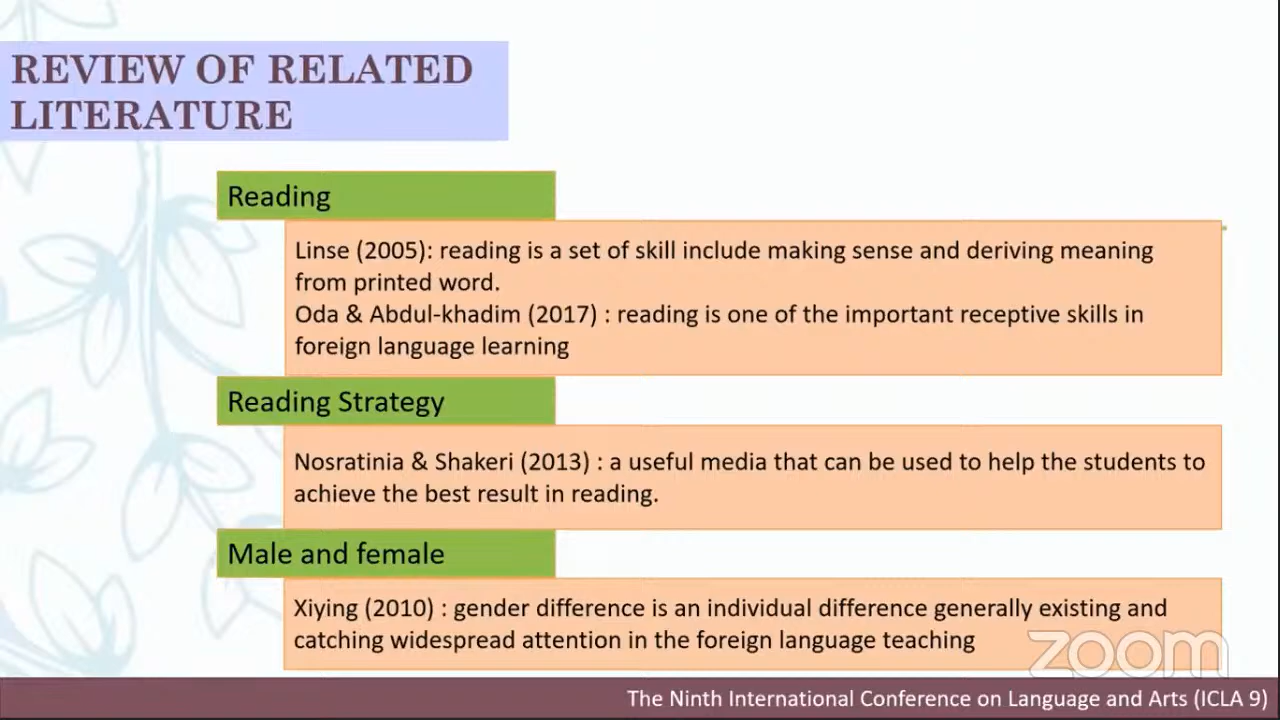 REVIEW OF RELATED
LITERATURE
Reading
Linse (2005): reading is a set of skill include making sense and deriving meaning
from printed word.
Oda & Abdul-khadim (2017) : reading is one of the important receptive skills in
foreign language learning
Reading Strategy
Nosratinia & Shakeri (2013) : a useful media that can be used to help the students to
achieve the best result in reading.
Male and female
Xiying (2010) : gender difference is an individual difference generally existing and
catching widespread attention in the foreign language teaching
zoom
The Ninth International Conference on Language and Arts (ICLA 9)